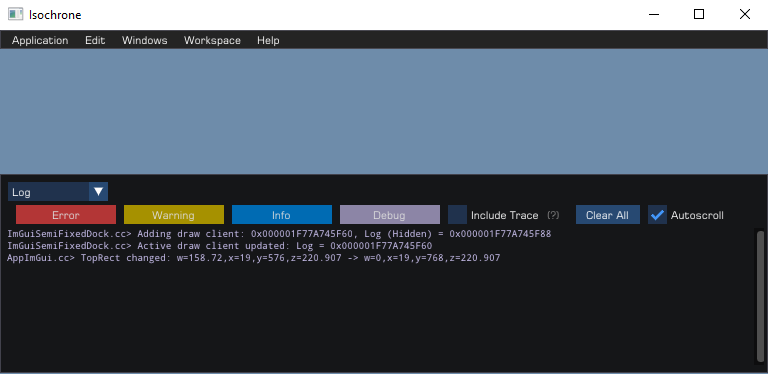 Isochrone
Application Edit Windows Workspace Help
Log
Error Warning Info Debug Include Trace (?) Clear All Autoscroll
ImGuiSemiFixedDock.cc> Adding draw client: 0x000001F77A745F60, Log (Hidden) = 0x000001F77A745F88
ImGuiSemiFixedDock.cc> Active draw client updated: Log = 0x000001F77A745F60
AppImGui.cc> TopRect changed: w=158.72,x=19,y=576,z=220.907 -> w=0,x=19,y=768,z=220.907